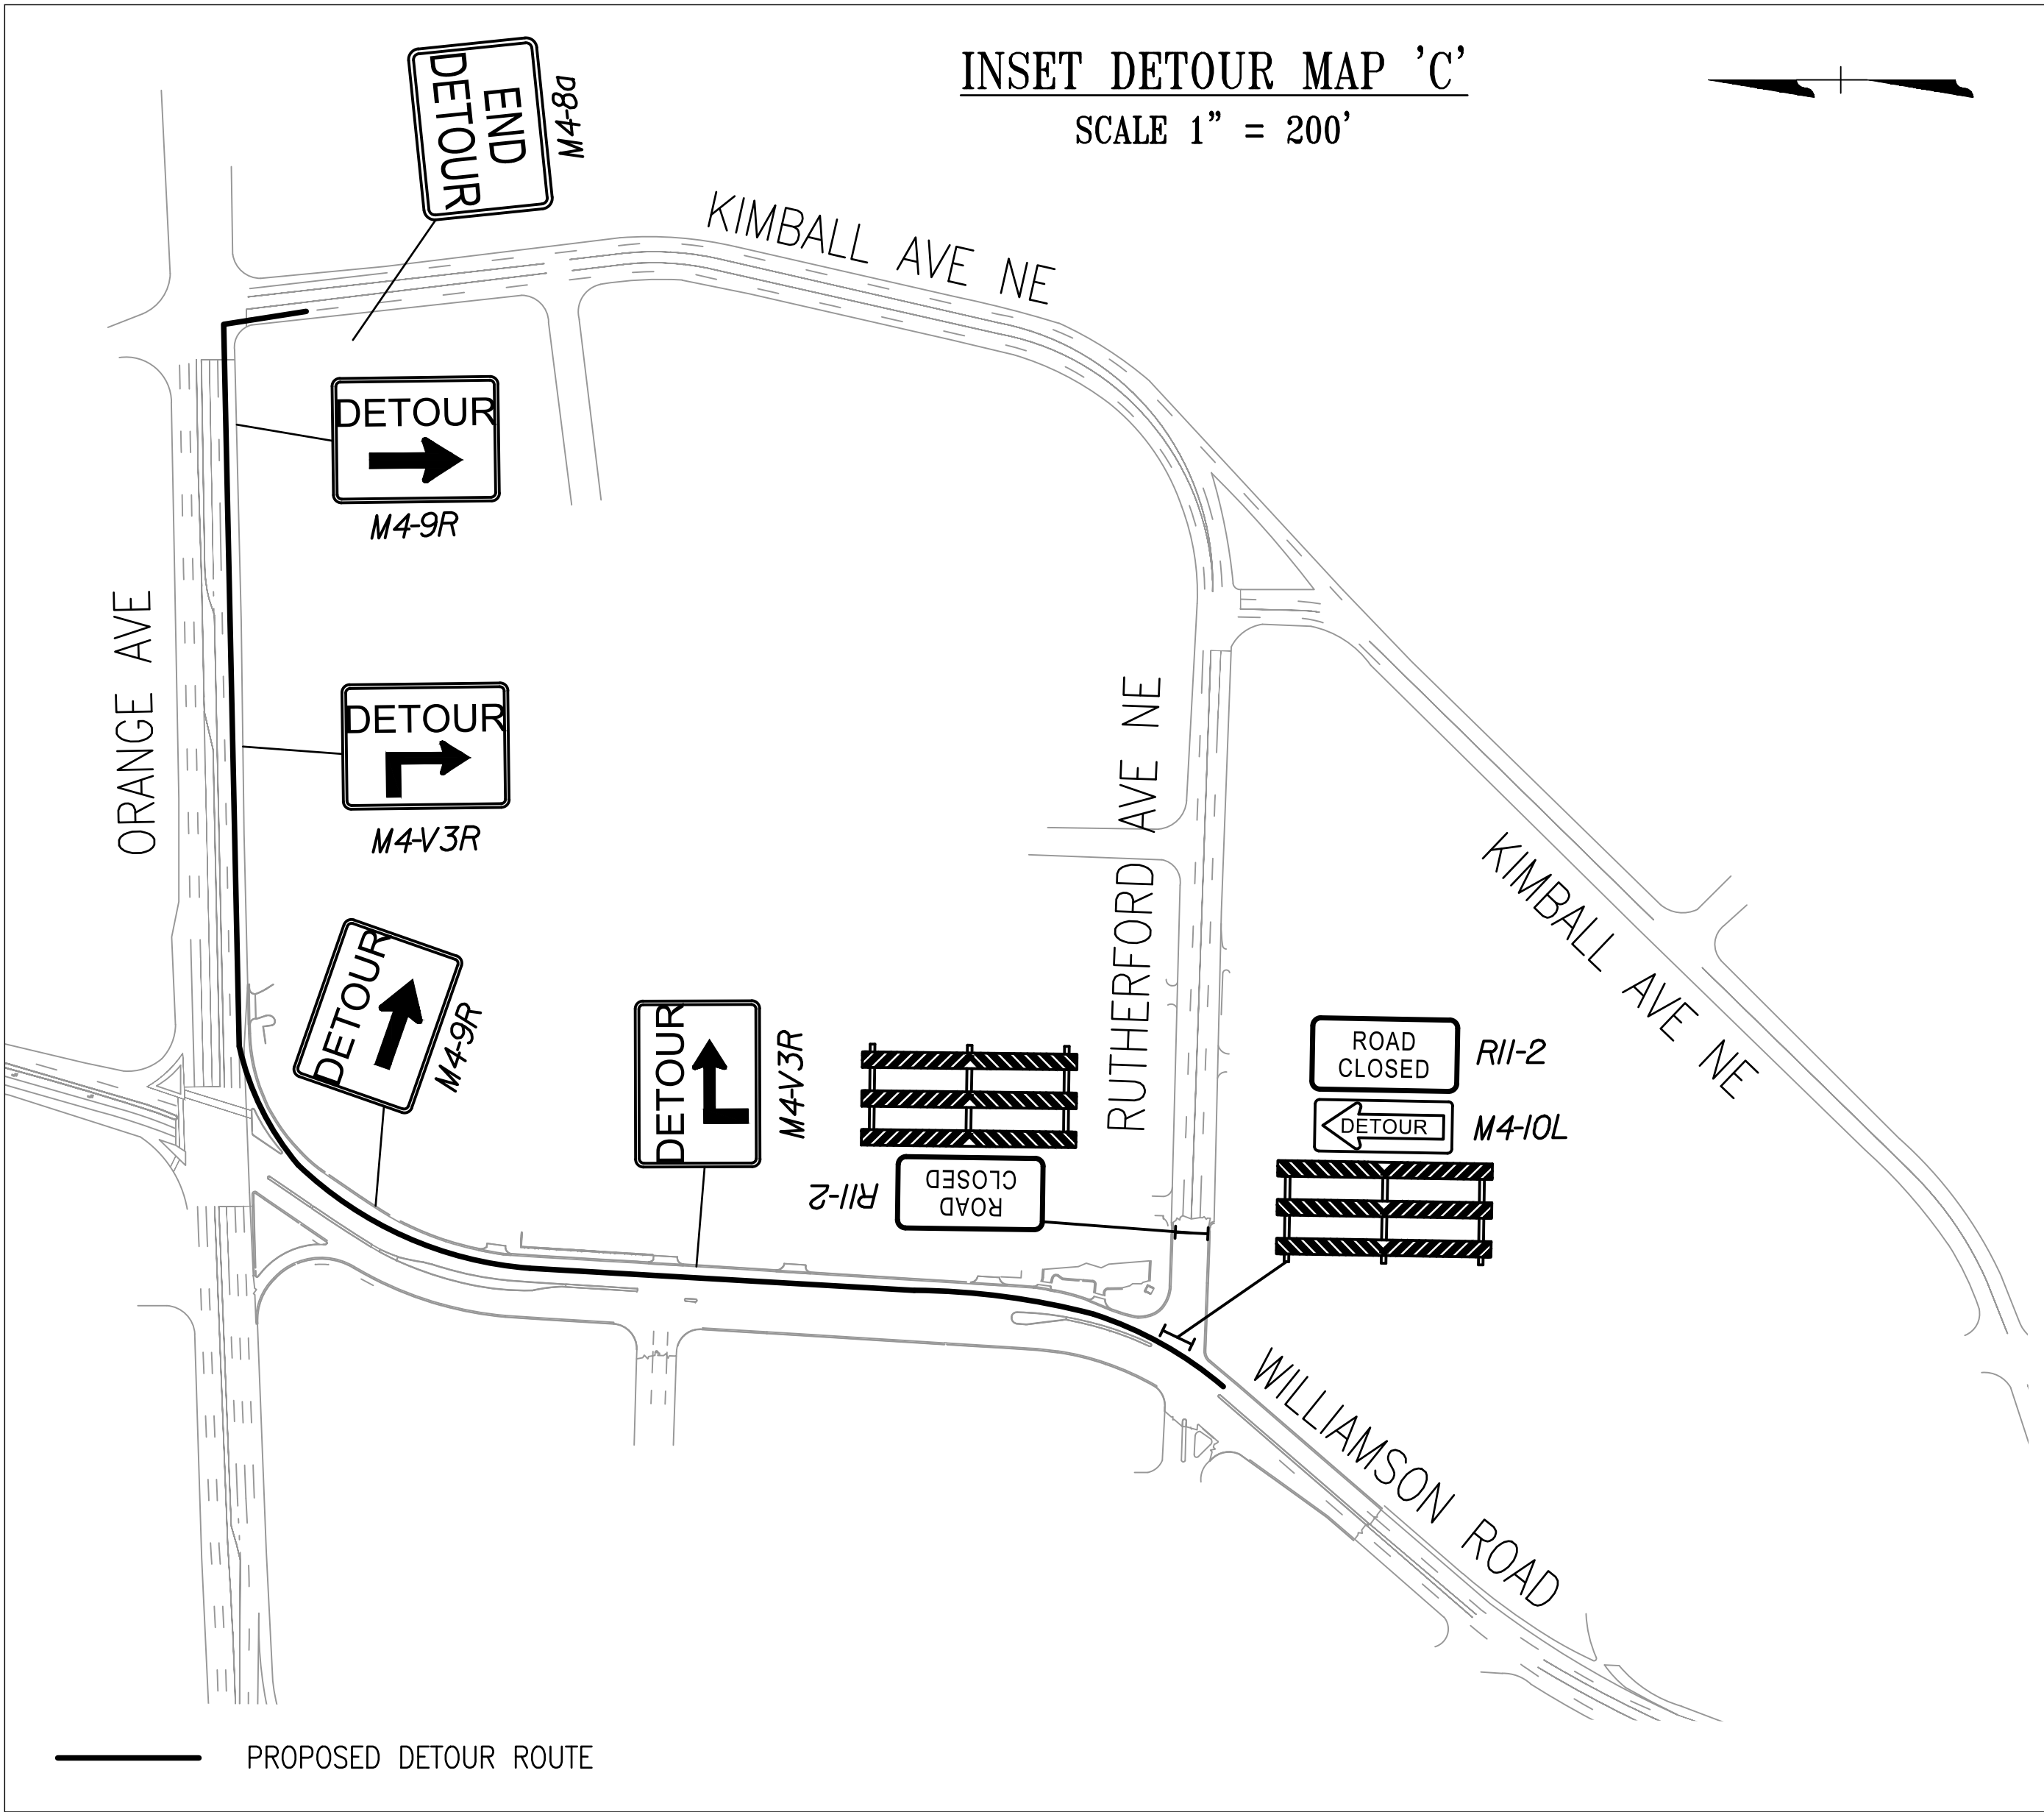 INSET DETOUR MAP 'C'
SCALE 1" = 200'
END
DETOUR
M4-8a
KIMBALL AVE NE
DETOUR
M4-9R
ORANGE AVE
DETOUR
M4-V3R
DETOUR
M4-9R
DETOUR
M4-V3R
RUTHERFORD AVE NE
KIMBALL AVE NE
ROAD
CLOSED
R11-2
DETOUR
M4-10L
ROAD
CLOSED
R11-2
WILLIAMSON ROAD
PROPOSED DETOUR ROUTE